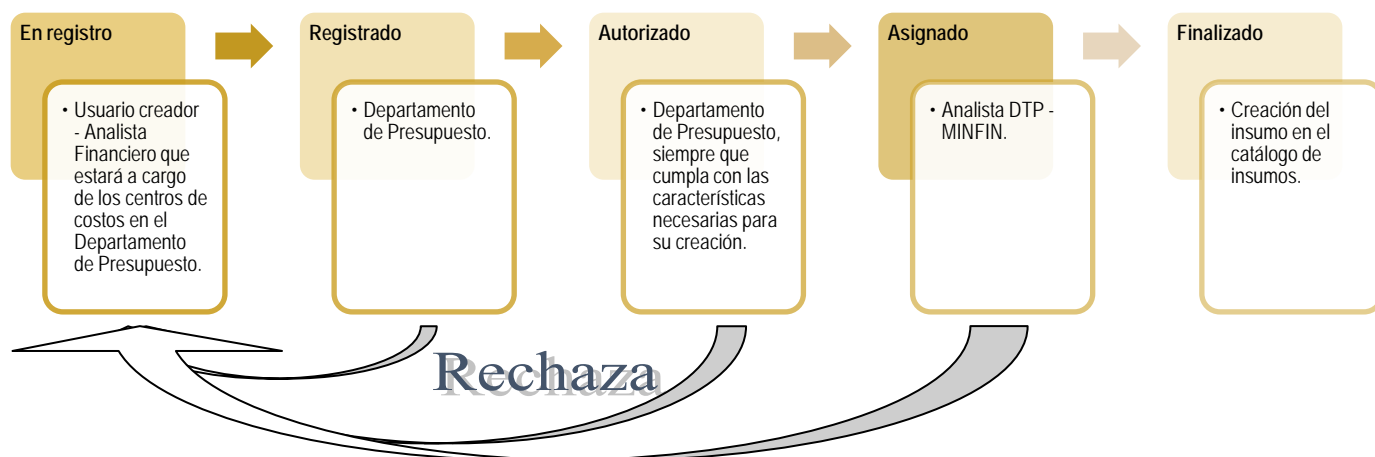 En registro
• Usuario creador
- Analista
Financiero que
estará a cargo
de los centros de
costos en el
Departamento
de Presupuesto.
Registrado
• Departamento
de Presupuesto.
Autorizado
• Departamento
de Presupuesto,
siempre que
cumpla con las
características
necesarias para
su creación.
Asignado
• Analista DTP -
MINFIN.
Finalizado
• Creación del
insumo en el
catálogo de
insumos.
Rechaza